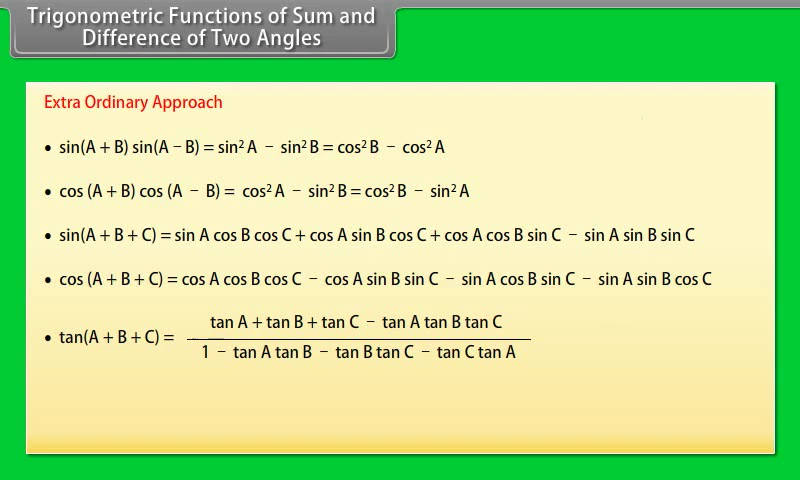 Trigonometric Functions of Sum and
Difference of Two Angles
Extra Ordinary Approach
• sin(A + B) sin(A − B) = sin² A − sin² B = cos² B − cos² A
• cos (A + B) cos (A − B) = cos² A − sin² B = cos² B − sin² A
• sin(A + B + C) = sin A cos B cos C + cos A sin B cos C + cos A cos B sin C − sin A sin B sin C
• cos (A + B + C) = cos A cos B cos C − cos A sin B sin C − sin A cos B sin C − sin A sin B cos C
• tan(A + B + C) =
tan A + tan B + tan C − tan A tan B tan C
1 − tan A tan B − tan B tan C − tan C tan A